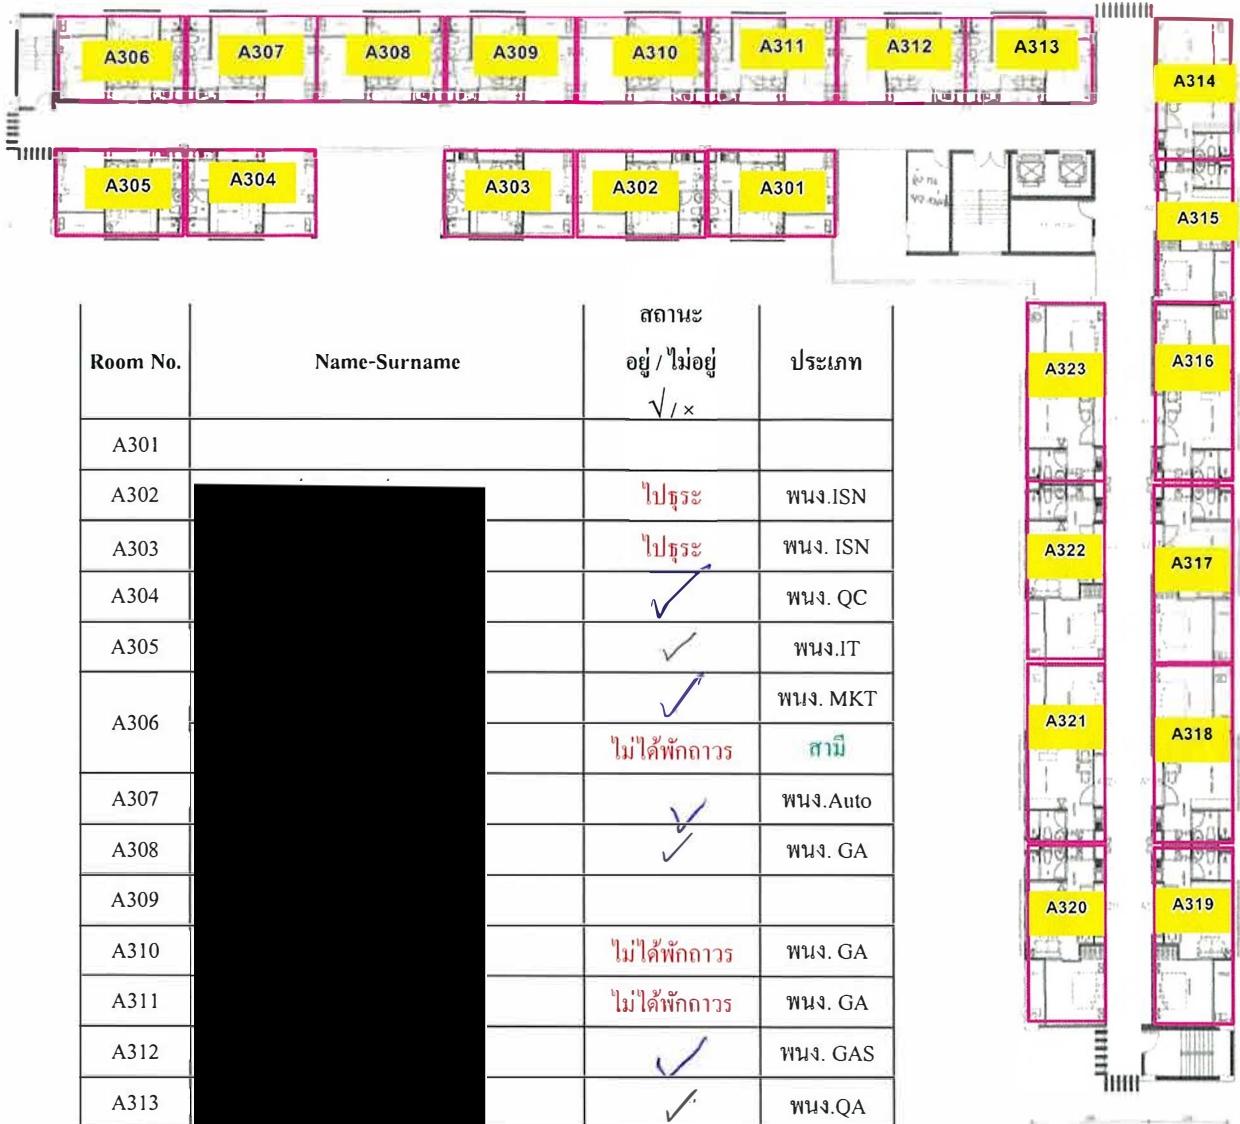 A306 A307 A308 A309 A310 A311 A312 A313
A314
A305 A304 A303 A302 A301
A315
A323 A316
A322 A317
A321 A318
A320 A319
Room No. Name-Surname สถานะ อยู่ / ไม่อยู่ √ / × ประเภท
A301
A302 ไปธุระ พนง.ISN
A303 ไปธุระ พนง. ISN
A304 ✓ พนง. QC
A305 ✓ พนง.IT
A306 ✓ พนง. MKT
ไม่ได้พักถาวร สามี
A307 ✓ พนง.Auto
A308 ✓ พนง. GA
A309
A310 ไม่ได้พักถาวร พนง. GA
A311 ไม่ได้พักถาวร พนง. GA
A312 ✓ พนง. GAS
A313 ✓ พนง.QA